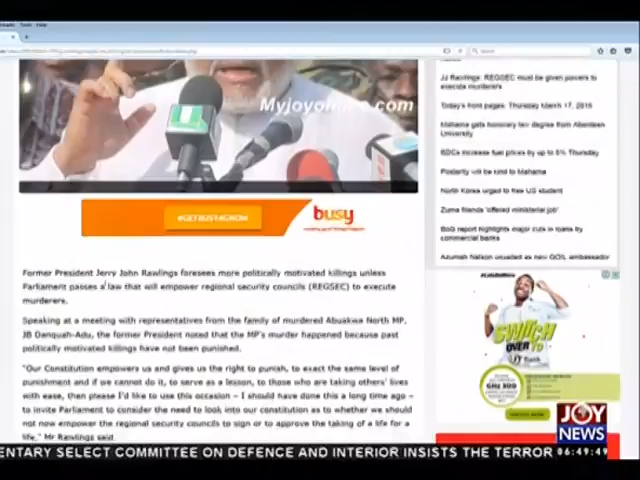 Tools Help
Search
Myjoyonline.com
#GETBUSY4GNOW
busy
Former President Jerry John Rawlings foresees more politically motivated killings unless
Parliament passes a law that will empower regional security councils (REGSEC) to execute
murderers.
Speaking at a meeting with representatives from the family of murdered Abuakwa North MP,
JB Danquah-Adu, the former President noted that the MP's murder happened because past
politically motivated killings have not been punished.
"Our Constitution empowers us and gives us the right to punish, to exact the same level of
punishment and if we cannot do it, to serve as a lesson, to those who are taking others' lives
with ease, then please I'd like to use this occasion – I should have done this a long time ago –
to invite Parliament to consider the need to look into our constitution as to whether we should
not now empower the regional security councils to sign or to approve the taking of a life for a
life," Mr Rawlings said
JJ Rawlings: REGSEC must be given powers to
execute murderers
Today's front pages: Thursday March 17, 2016
Mahama gets honorary law degree from Aberdeen
University
BDCs increase fuel prices by up to 5% Thursday
Posterity will be kind to Mahama
North Korea urged to free US student
Zuma friends 'offered ministerial job'
BoG report highlights major cuts in loans by
commercial banks
Azumah Nelson unveiled as new GOIL ambassador
SWITCH
OVER TO
Bank
GH¢ 300
JOY
NEWS
ENTARY SELECT COMMITTEE ON DEFENCE AND INTERIOR INSISTS THE TERROR
06:49:49